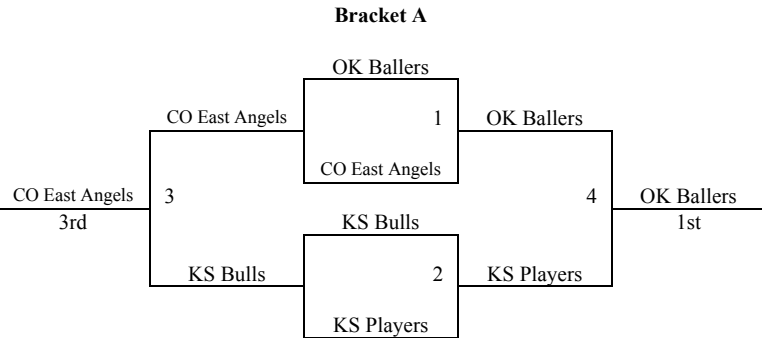 Bracket A
OK Ballers
CO East Angels
1
OK Ballers
CO East Angels
CO East Angels
3
4
OK Ballers
3rd
1st
KS Bulls
KS Bulls
2
KS Players
KS Players